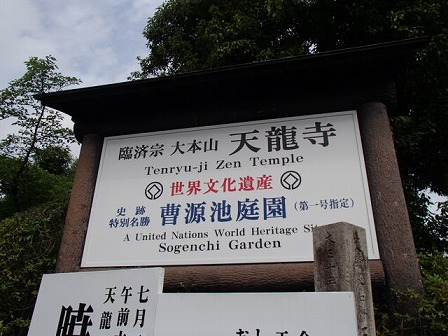 臨済宗 大本山 天龍寺
Tenryu-ji Zen Temple
世界文化遺産
史跡
特別名勝 曹源池庭園 (第一号指定)
A United Nations World Heritage
Sogenchi Garden
七月
午前
天龍
暁